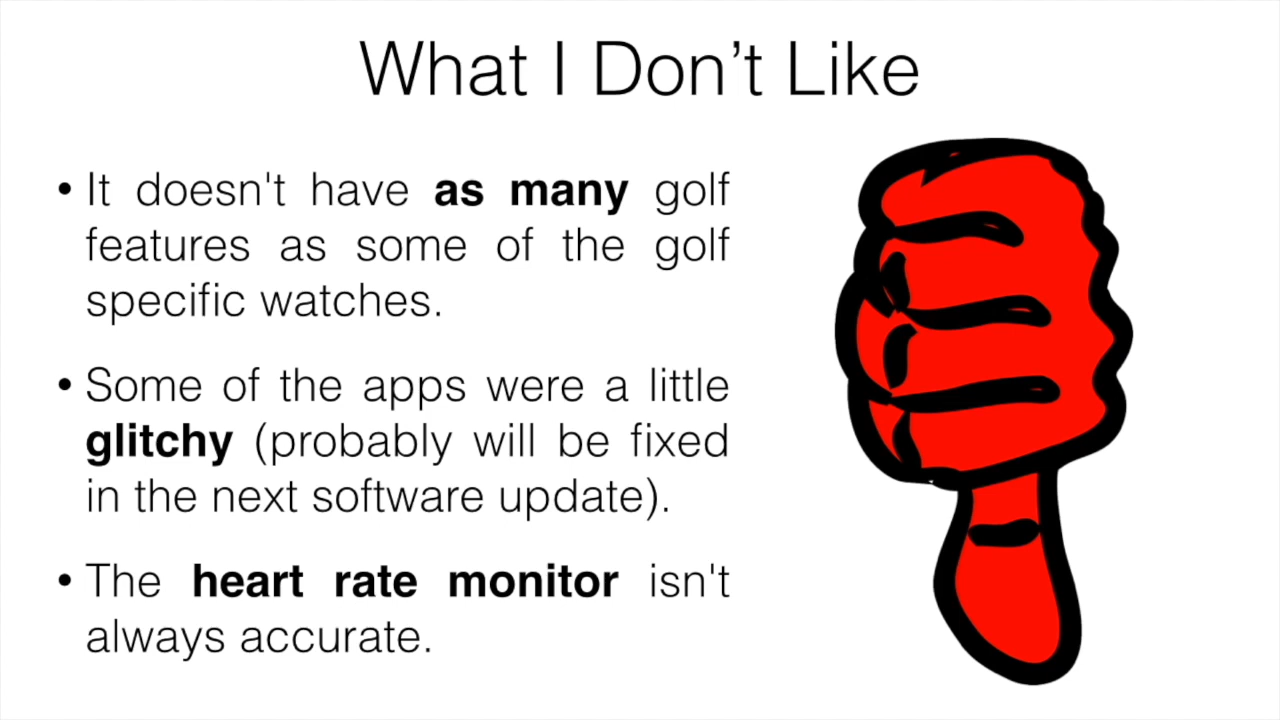 What I Don’t Like
• It doesn't have as many golf
features as some of the golf
specific watches.
• Some of the apps were a little
glitchy (probably will be fixed
in the next software update).
• The heart rate monitor isn't
always accurate.